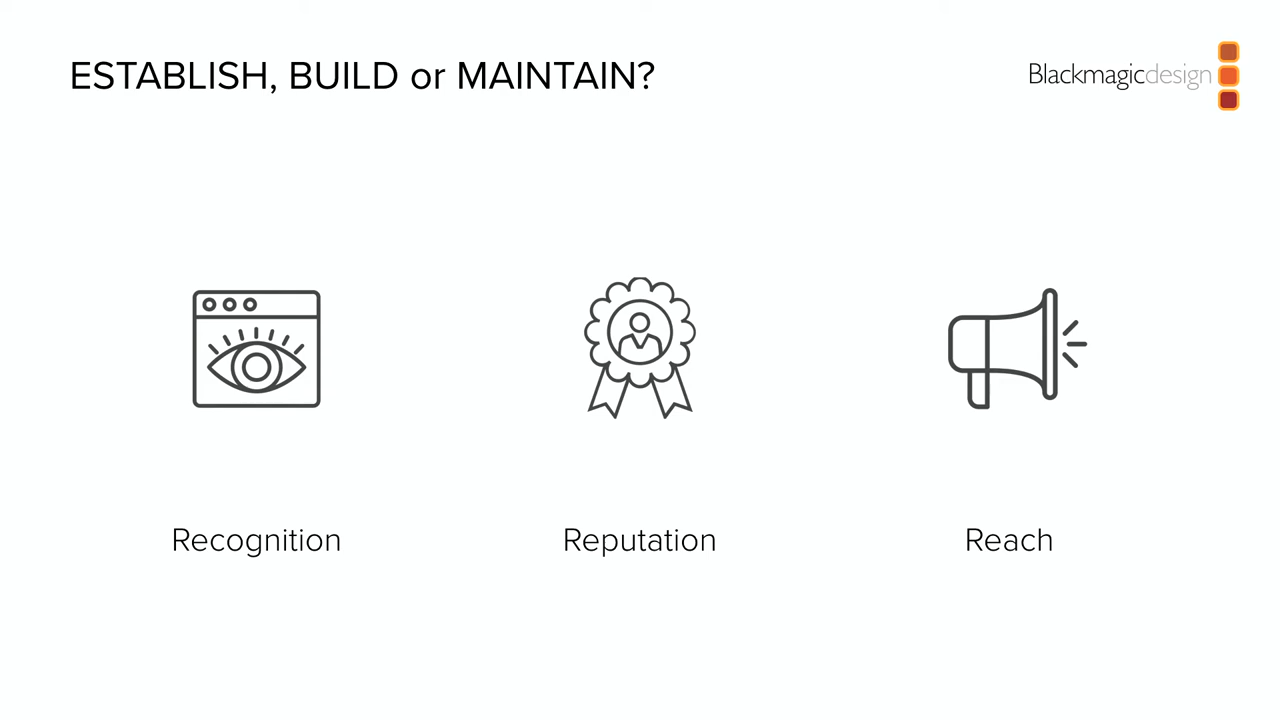 ESTABLISH, BUILD or MAINTAIN?
Blackmagicdesign
Recognition
Reputation
Reach